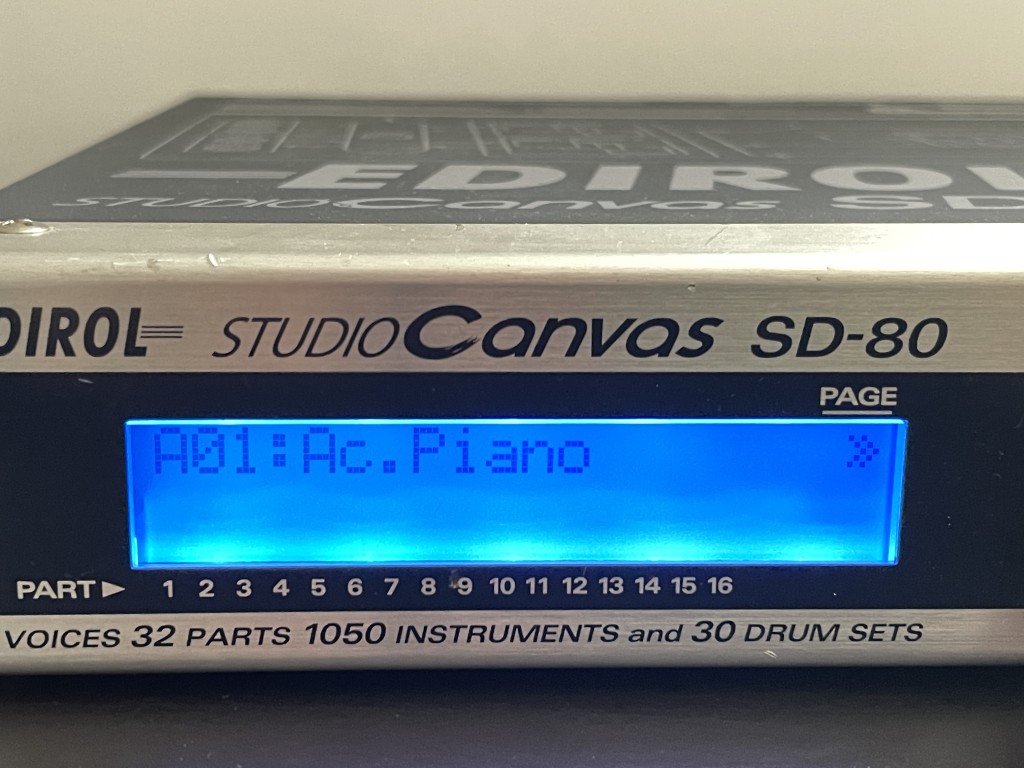 EDIROL
STUDIO Canvas SD
DIROL STUDIO Canvas SD-80
PAGE
A01:Ac.Piano »
PART► 1 2 3 4 5 6 7 8 9 10 11 12 13 14 15 16
VOICES 32 PARTS 1050 INSTRUMENTS and 30 DRUM SETS